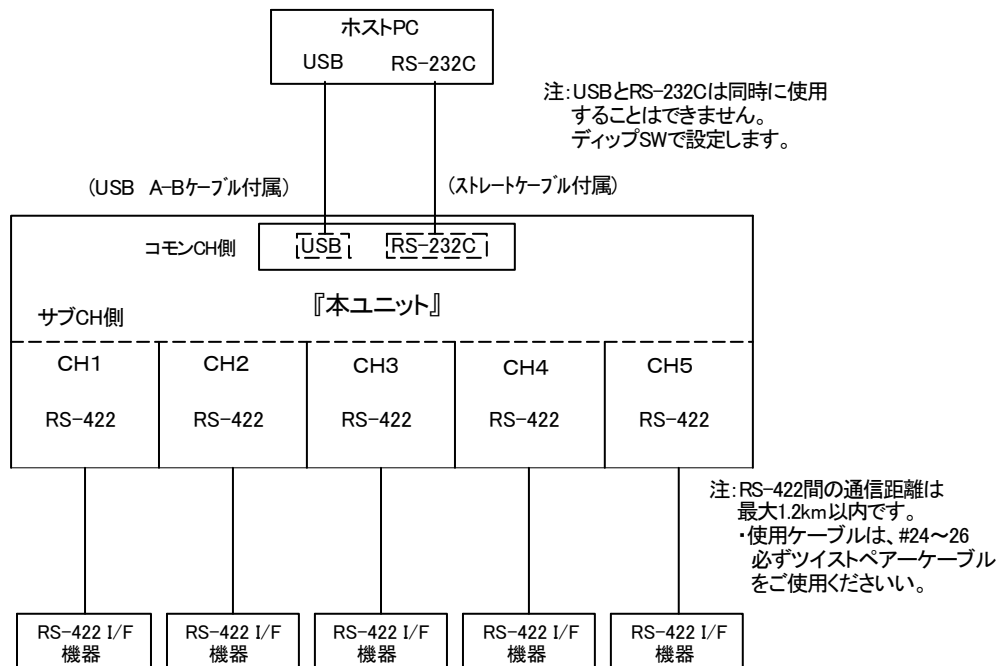 ホストPC
USB RS-232C
注:USBとRS-232Cは同時に使用
することはできません。
ディップSWで設定します。
(USB A-Bケーブル付属)
(ストレートケーブル付属)
コモンCH側
USB RS-232C
『本ユニット』
サブCH側
CH1 CH2 CH3 CH4 CH5
RS-422 RS-422 RS-422 RS-422 RS-422
注:RS-422間の通信距離は
最大1.2km以内です。
・使用ケーブルは、#24~26
必ずツイストペアーケーブル
をご使用くださいい。
RS-422 I/F RS-422 I/F RS-422 I/F RS-422 I/F RS-422 I/F
機器 機器 機器 機器 機器